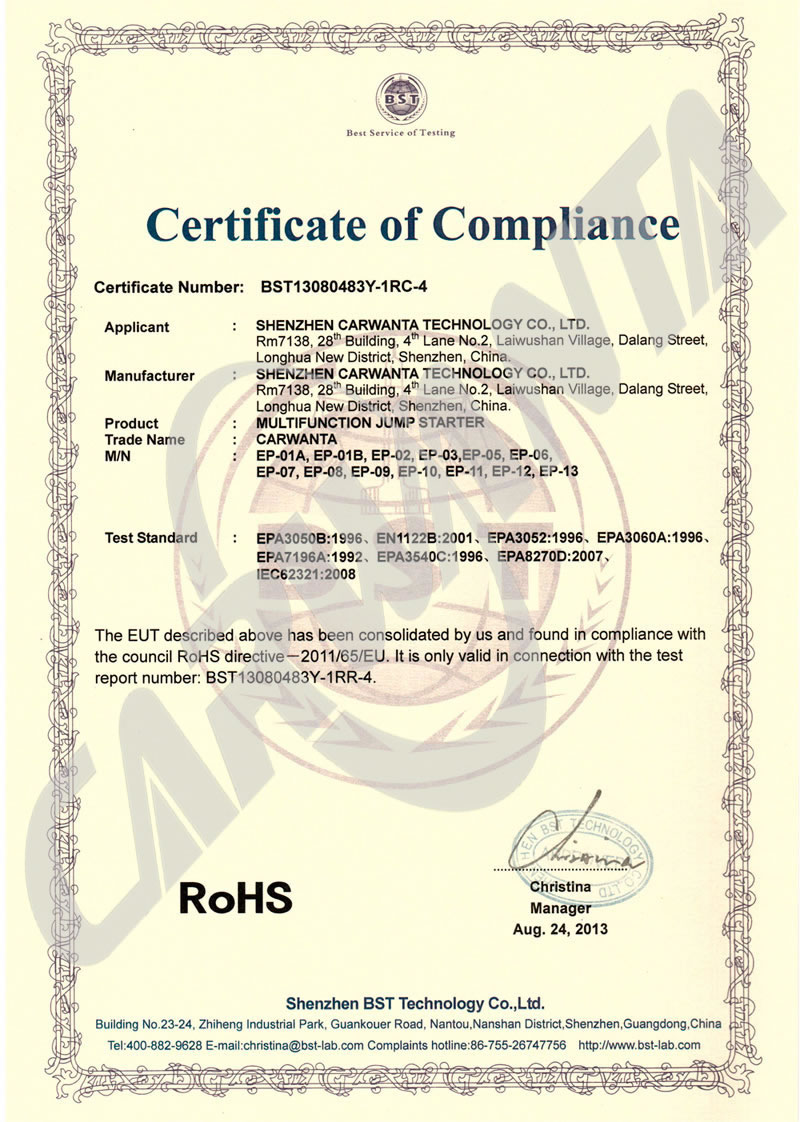 BST
Best Service of Testing
Certificate of Compliance
Certificate Number: BST13080483Y-1RC-4
Applicant : SHENZHEN CARWANTA TECHNOLOGY CO., LTD.
Rm7138, 28th Building, 4th Lane No.2, Laiwushan Village, Dalang Street,
Longhua New District, Shenzhen, China.
Manufacturer : SHENZHEN CARWANTA TECHNOLOGY CO., LTD.
Rm7138, 28th Building, 4th Lane No.2, Laiwushan Village, Dalang Street,
Longhua New District, Shenzhen, China.
Product : MULTIFUNCTION JUMP STARTER
Trade Name : CARWANTA
M/N : EP-01A, EP-01B, EP-02, EP-03,EP-05, EP-06,
EP-07, EP-08, EP-09, EP-10, EP-11, EP-12, EP-13
Test Standard : EPA3050B:1996、EN1122B:2001、EPA3052:1996、EPA3060A:1996、
EPA7196A:1992、EPA3540C:1996、EPA8270D:2007、
IEC62321:2008
BST
CARWANTA
The EUT described above has been consolidated by us and found in compliance with
the council RoHS directive—2011/65/EU. It is only valid in connection with the test
report number: BST13080483Y-1RR-4.
RoHS
Christina
HEN BST TECHNOLOGY CO.LTD
Christina
Manager
Aug. 24, 2013
Shenzhen BST Technology Co.,Ltd.
Building No.23-24, Zhiheng Industrial Park, Guankouer Road, Nantou,Nanshan District,Shenzhen,Guangdong,China
Tel:400-882-9628 E-mail:christina@bst-lab.com Complaints hotline:86-755-26747756 http://www.bst-lab.com